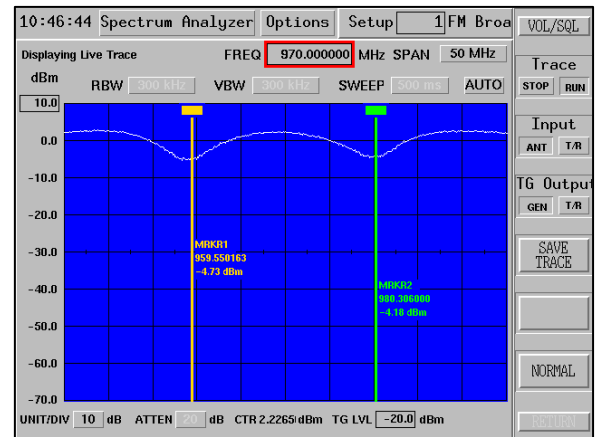 10:46:44 Spectrum Analyzer Options Setup 1 FM Broa
VOL/SQL
Displaying Live Trace FREQ 970.000000 MHz SPAN 50 MHz
dBm RBW 300 kHz VBW 300 kHz SWEEP 500 ms AUTO
Trace
STOP RUN
10.0
0.0
-10.0
-20.0
-30.0
-40.0
-50.0
-60.0
-70.0
MRKR1
959.550163
-4.73 dBm
MRKR2
980.306000
-4.18 dBm
Input
ANT T/R
TG Output
GEN T/R
SAVE
TRACE
NORMAL
RETURN
UNIT/DIV 10 dB ATTEN 20 dB CTR 2.2265 dBm TG LVL -20.0 dBm